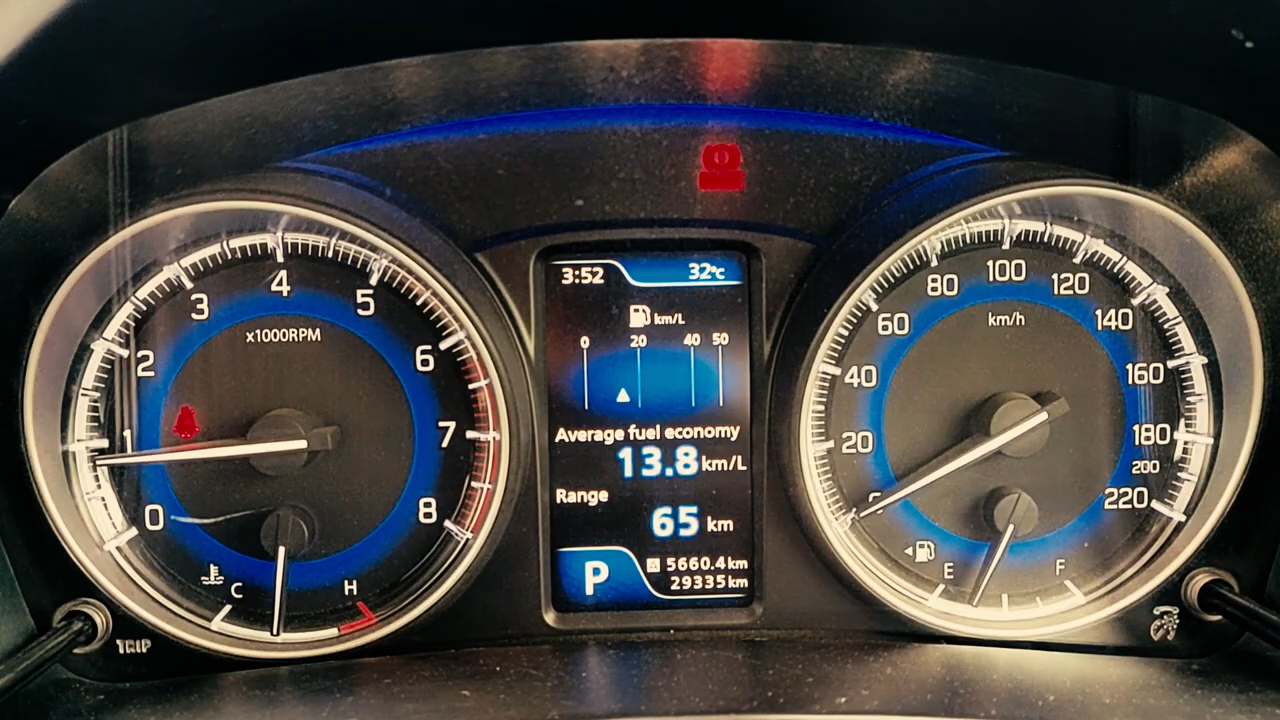 3:52 32°C
km/L
0 20 40 50
Average fuel economy
13.8 km/L
Range
65 km
P
A 5660.4 km
29335 km
0 1 2 3 4 5 6 7 8
x1000RPM
C H
TRIP
0 20 40 60 80 100 120 140 160 180 200 220
km/h
E F